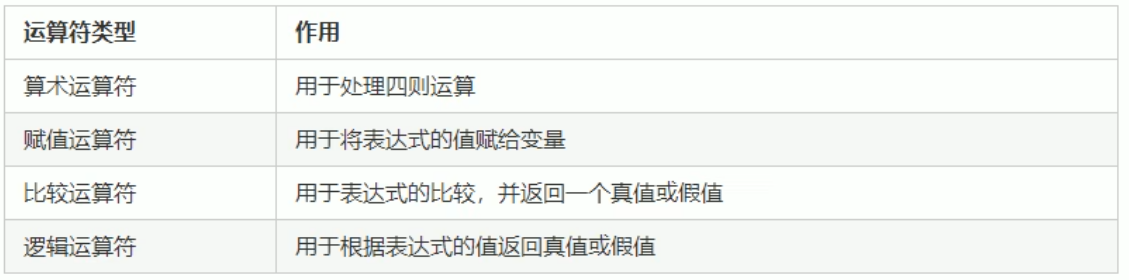 运算符类型 作用
算术运算符 用于处理四则运算
赋值运算符 用于将表达式的值赋给变量
比较运算符 用于表达式的比较，并返回一个真值或假值
逻辑运算符 用于根据表达式的值返回真值或假值